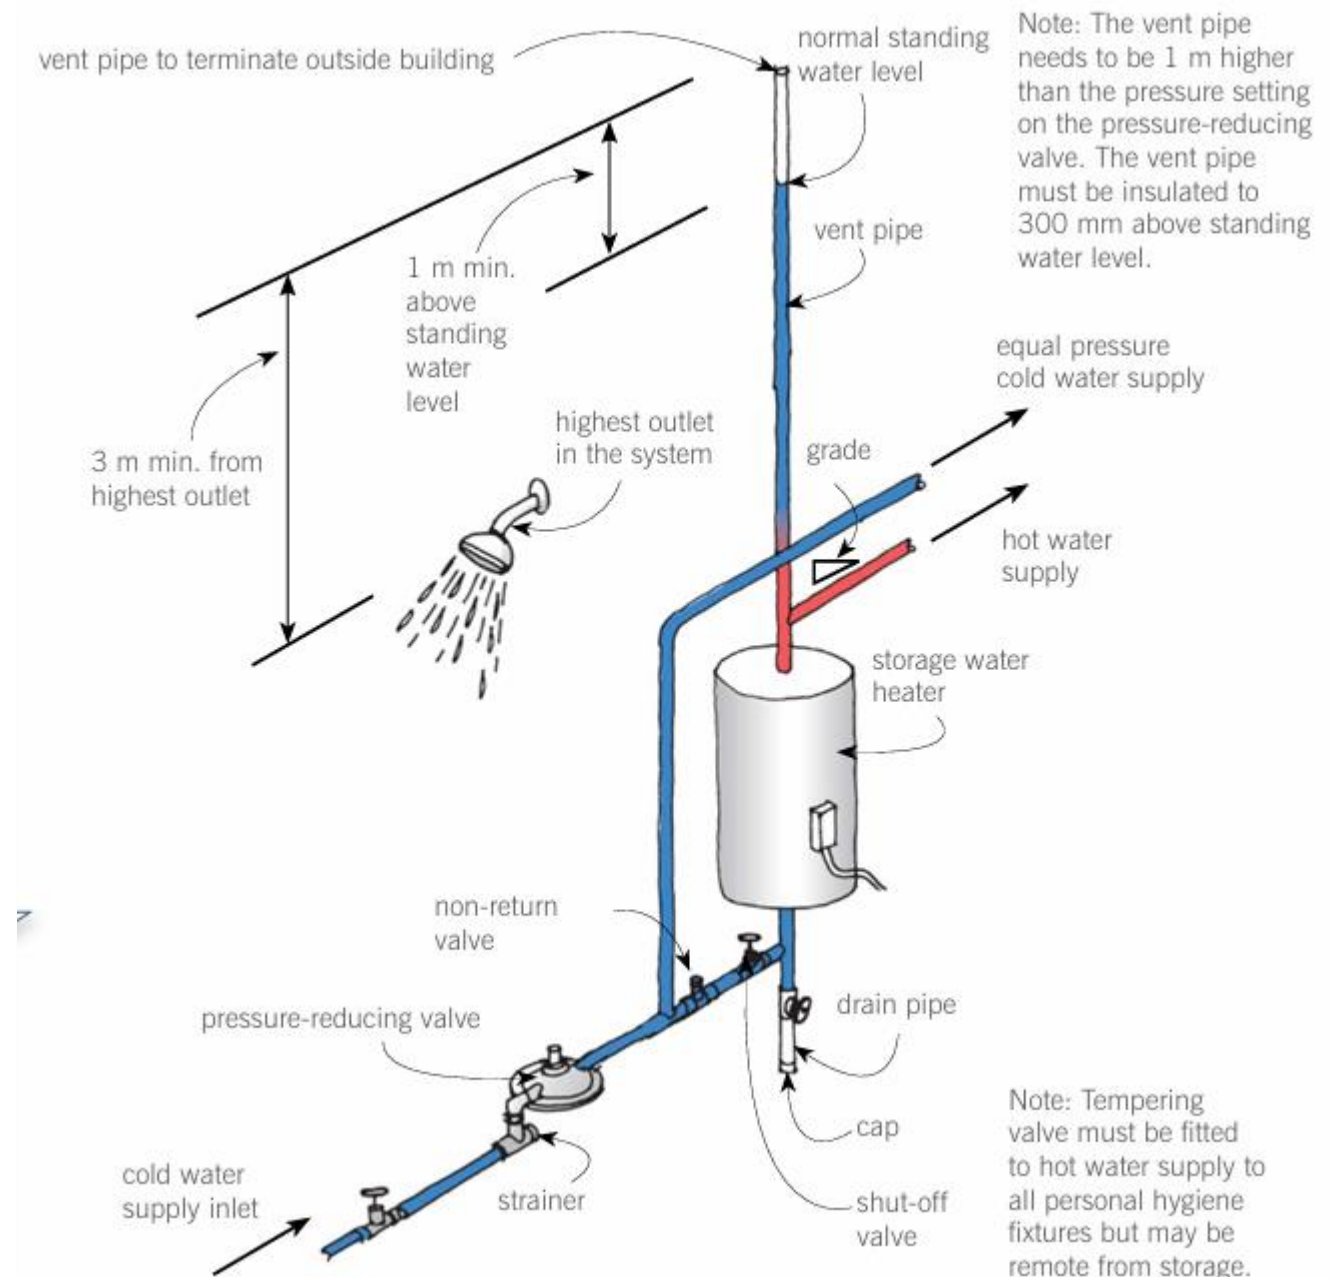 vent pipe to terminate outside building
normal standing
water level
Note: The vent pipe
needs to be 1 m higher
than the pressure setting
on the pressure-reducing
valve. The vent pipe
must be insulated to
300 mm above standing
water level.
vent pipe
1 m min.
above
standing
water
level
equal pressure
cold water supply
highest outlet
in the system
grade
3 m min. from
highest outlet
hot water
supply
storage water
heater
non-return
valve
pressure-reducing valve
drain pipe
cap
Note: Tempering
valve must be fitted
to hot water supply to
all personal hygiene
fixtures but may be
remote from storage.
cold water
supply inlet
strainer
shut-off
valve